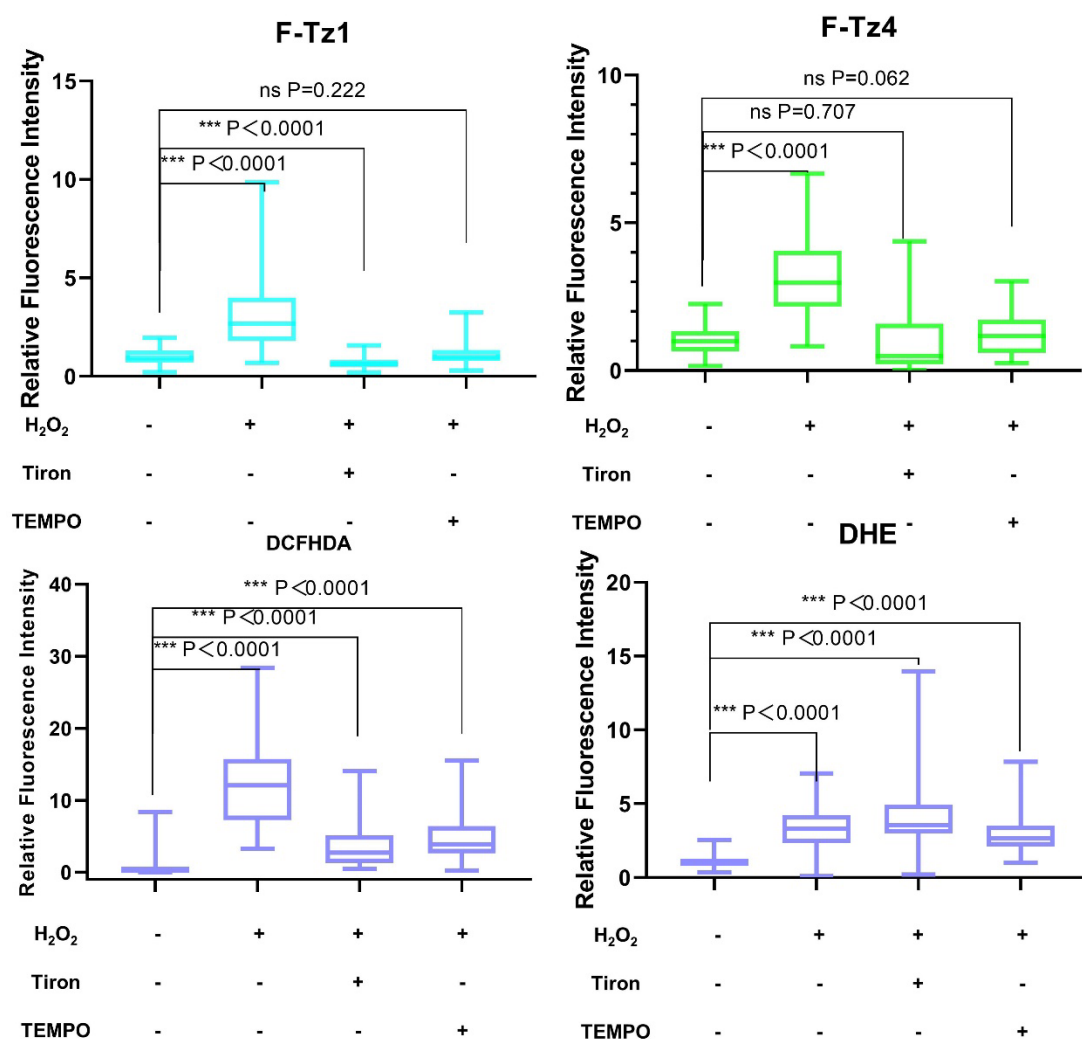 F-Tz1
Relative Fluorescence Intensity
15
10
5
0
ns P=0.222
*** P<0.0001
*** P<0.0001
H₂O₂ - + + +
Tiron - - + -
TEMPO - - - +
F-Tz4
Relative Fluorescence Intensity
10
5
0
ns P=0.062
ns P=0.707
*** P<0.0001
H₂O₂ - + + +
Tiron - - + -
TEMPO - - - +
DCFHDA
Relative Fluorescence Intensity
40
30
20
10
0
*** P<0.0001
*** P<0.0001
*** P<0.0001
H₂O₂ - + + +
Tiron - - + -
TEMPO - - - +
DHE
Relative Fluorescence Intensity
20
15
10
5
0
*** P<0.0001
*** P<0.0001
*** P<0.0001
H₂O₂ - + + +
Tiron - - + -
TEMPO - - - +